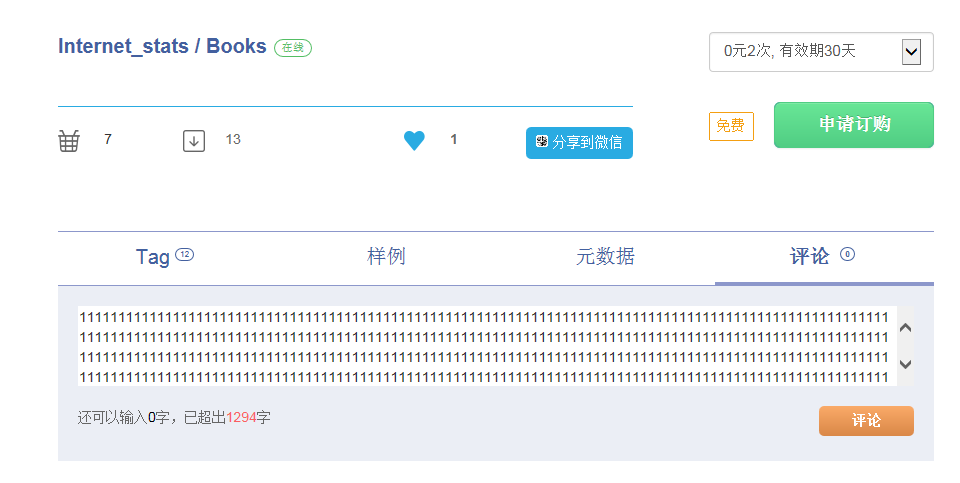 Internet_stats / Books 在线
0元2次, 有效期30天
7 13 1 分享到微信
免费 申请订购
Tag 12 样例 元数据 评论 0
还可以输入0字，已超出1294字
评论